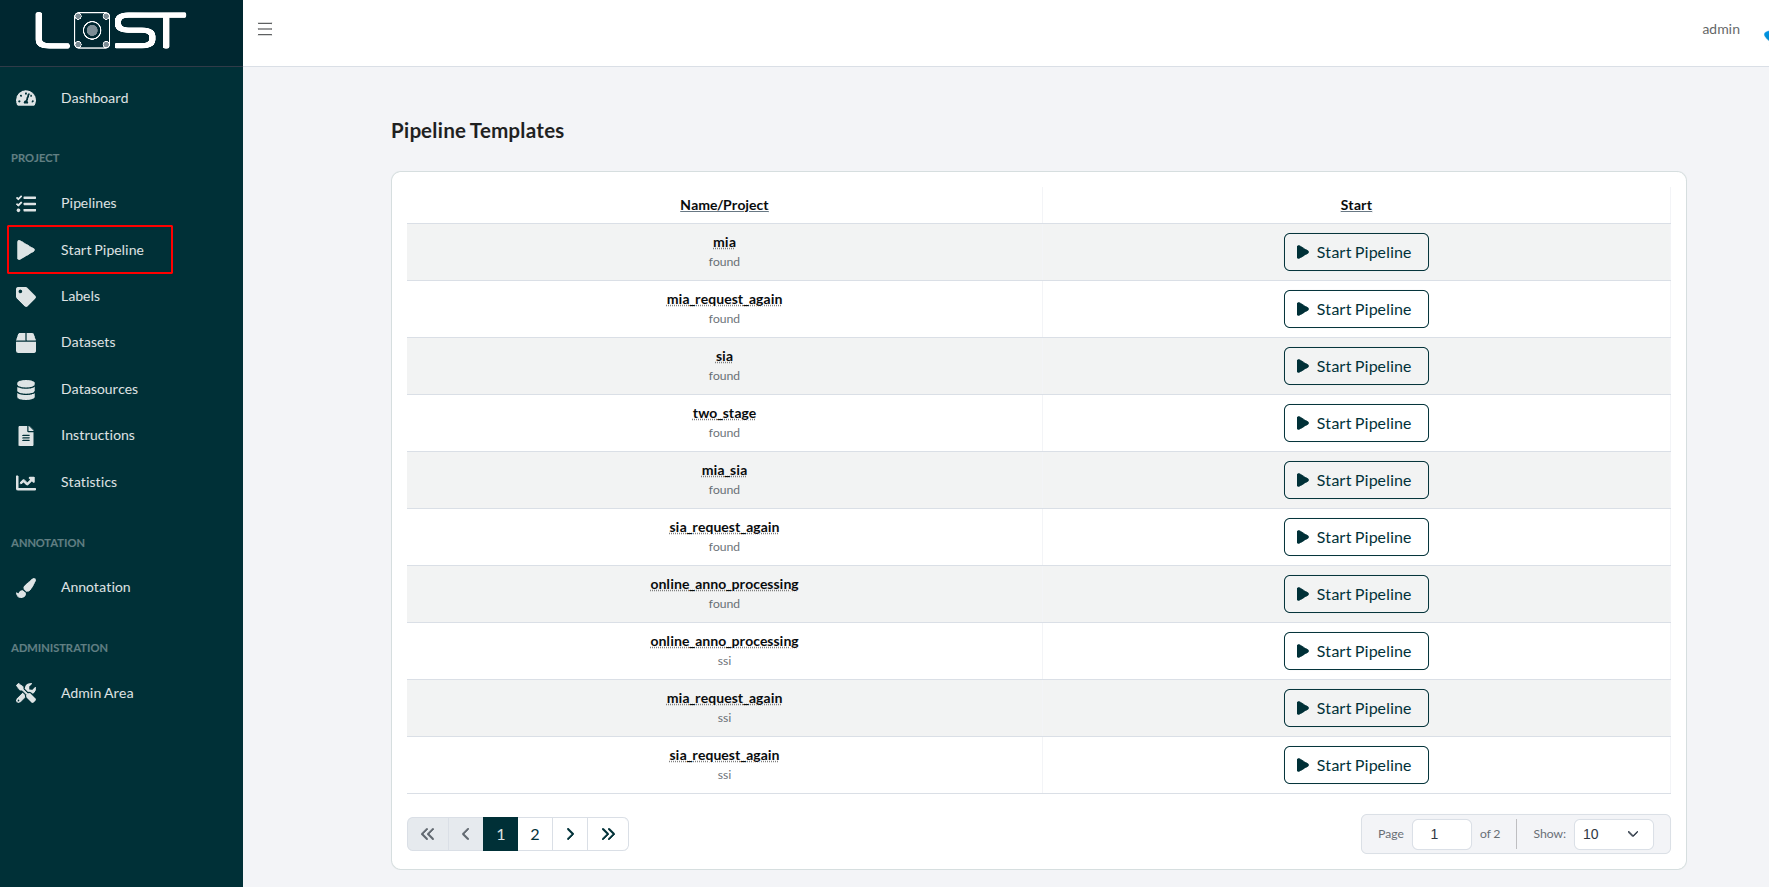 LOST
admin
Dashboard
PROJECT
Pipelines
Start Pipeline
Labels
Datasets
Datasources
Instructions
Statistics
ANNOTATION
Annotation
ADMINISTRATION
Admin Area
Pipeline Templates
Name/Project Start
mia
found
Start Pipeline
mia_request_again
found
Start Pipeline
sia
found
Start Pipeline
two_stage
found
Start Pipeline
mia_sia
found
Start Pipeline
sia_request_again
found
Start Pipeline
online_anno_processing
found
Start Pipeline
online_anno_processing
ssi
Start Pipeline
mia_request_again
ssi
Start Pipeline
sia_request_again
ssi
Start Pipeline
1 2
Page 1 of 2 Show: 10